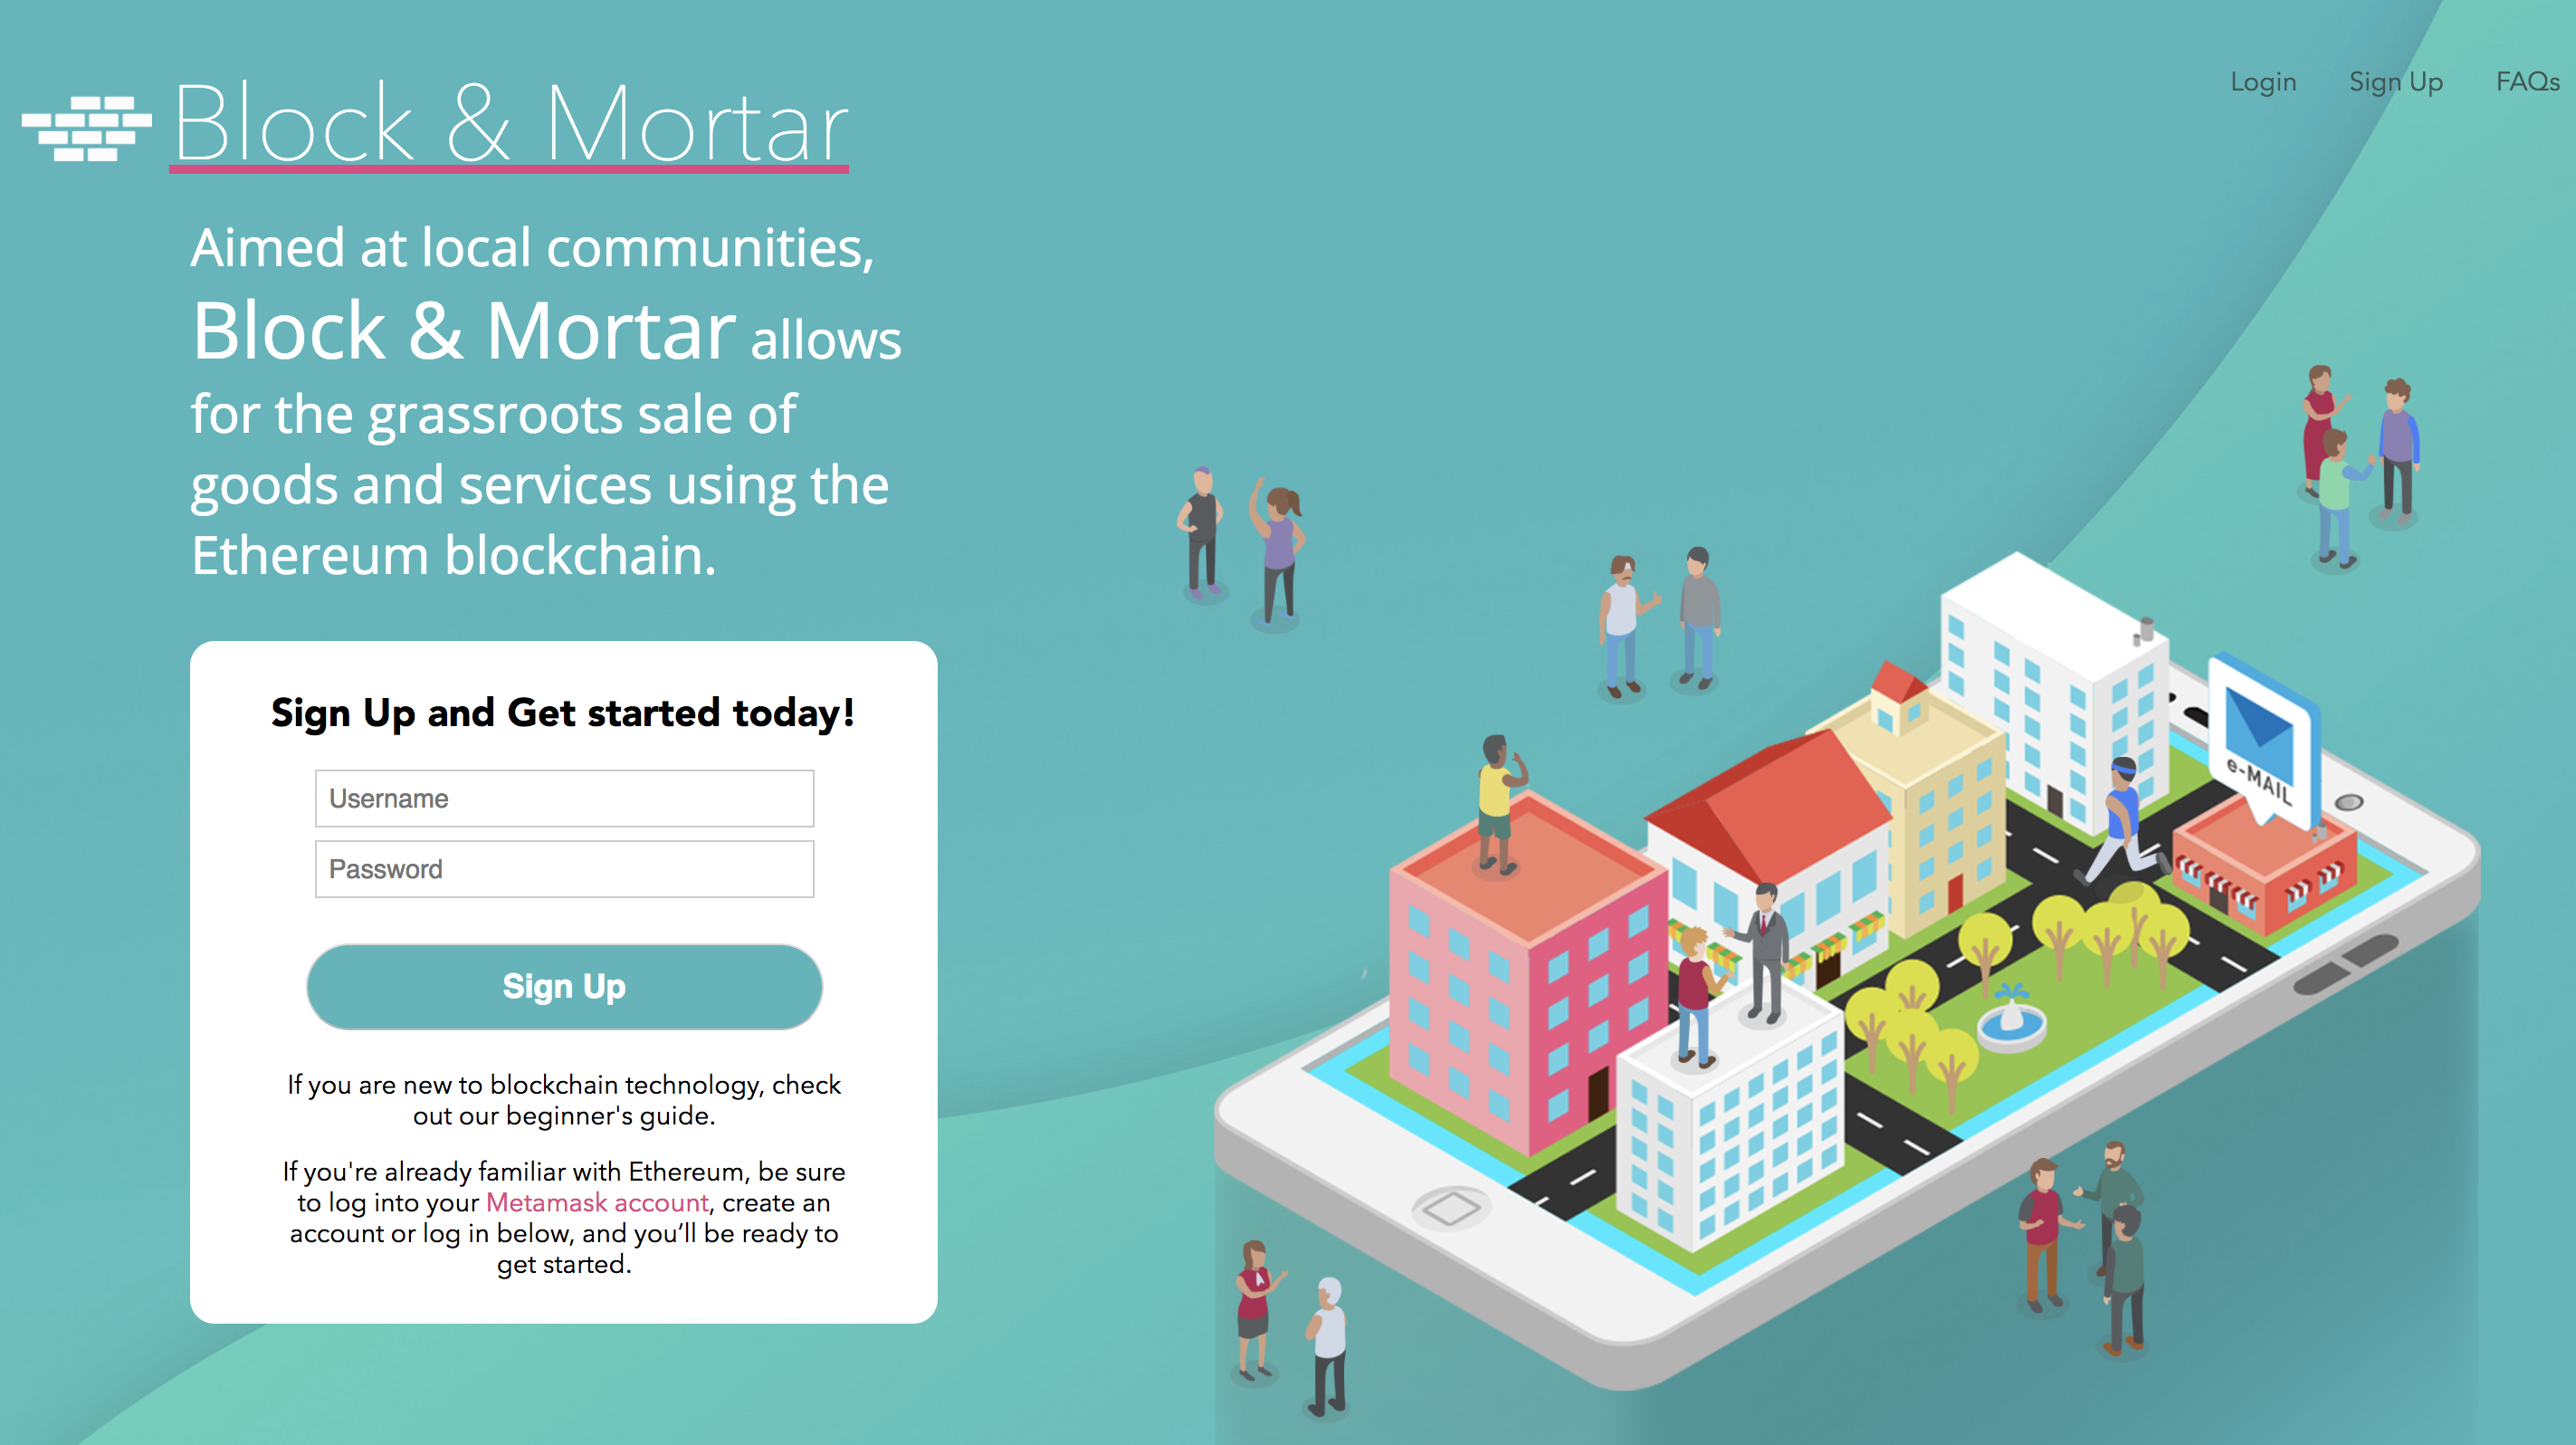 Block & Mortar
Login
Sign Up
FAQs
Aimed at local communities,
Block & Mortar allows
for the grassroots sale of
goods and services using the
Ethereum blockchain.
Sign Up and Get started today!
Username
Password
Sign Up
If you are new to blockchain technology, check
out our beginner's guide.
If you're already familiar with Ethereum, be sure
to log into your Metamask account, create an
account or log in below, and you’ll be ready to
get started.
e-MAIL